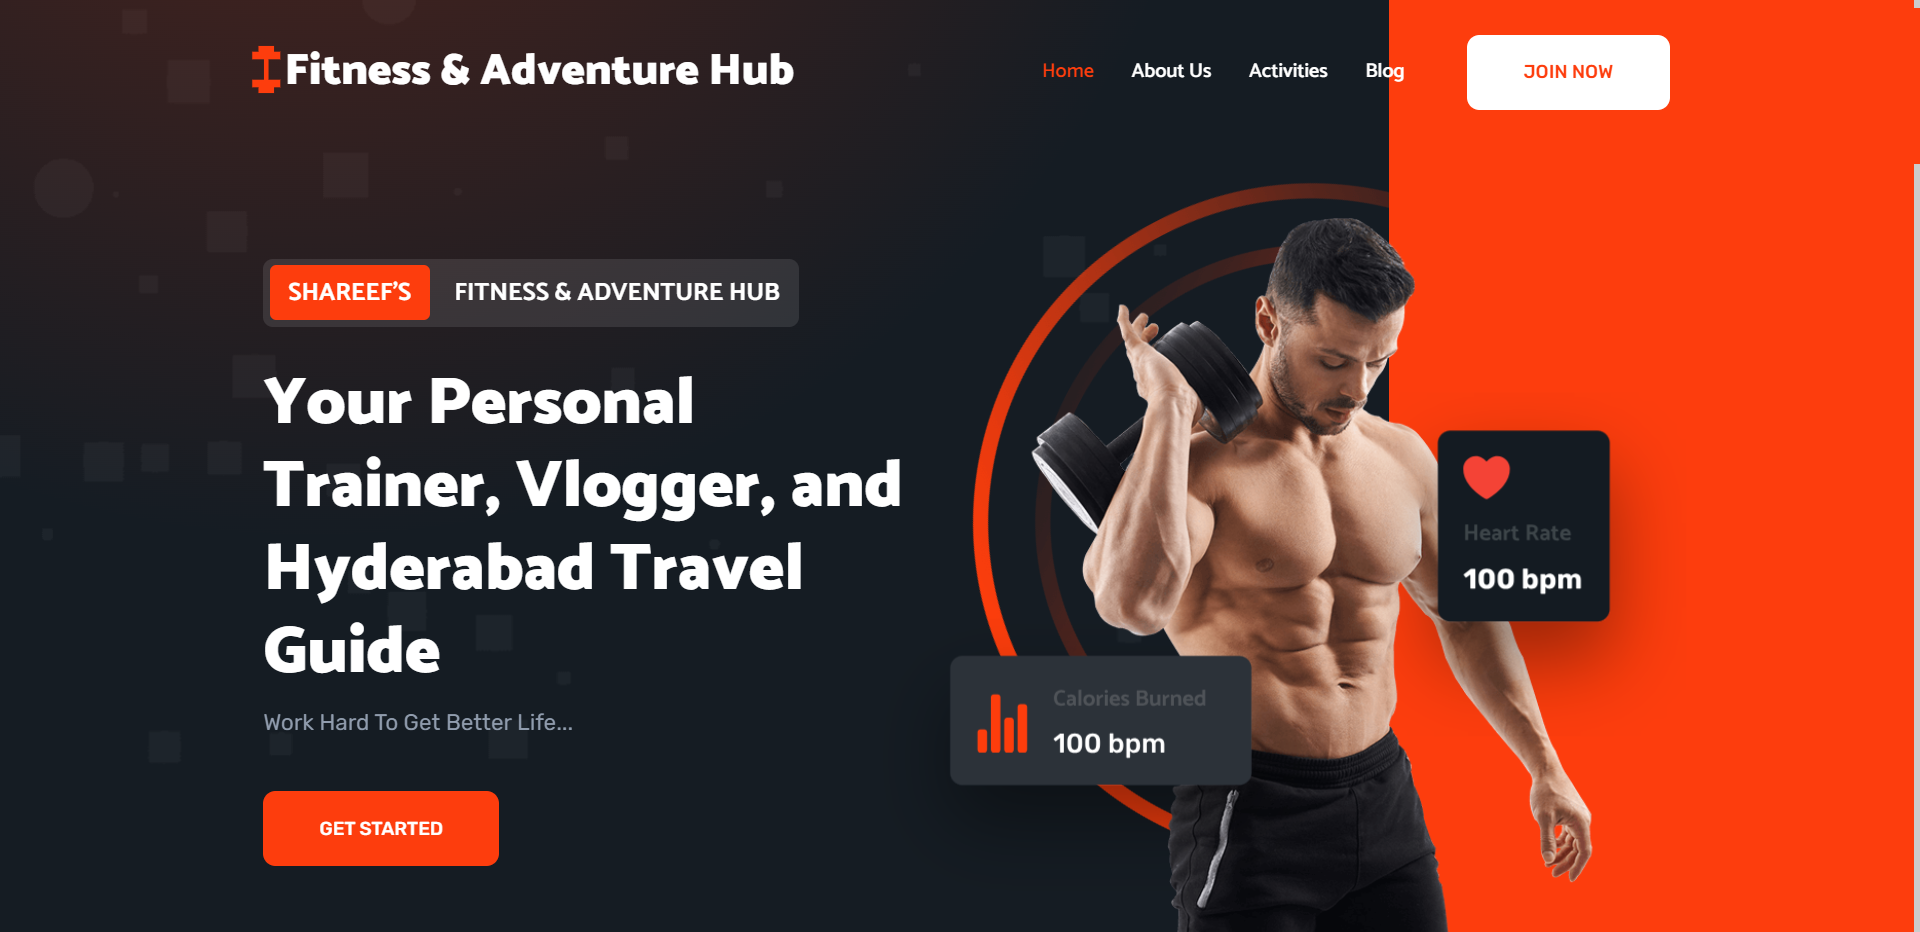 Fitness & Adventure Hub
Home About Us Activities Blog
JOIN NOW
SHAREEF'S FITNESS & ADVENTURE HUB
Your Personal
Trainer, Vlogger, and
Hyderabad Travel
Guide
Work Hard To Get Better Life...
GET STARTED
Heart Rate
100 bpm
Calories Burned
100 bpm